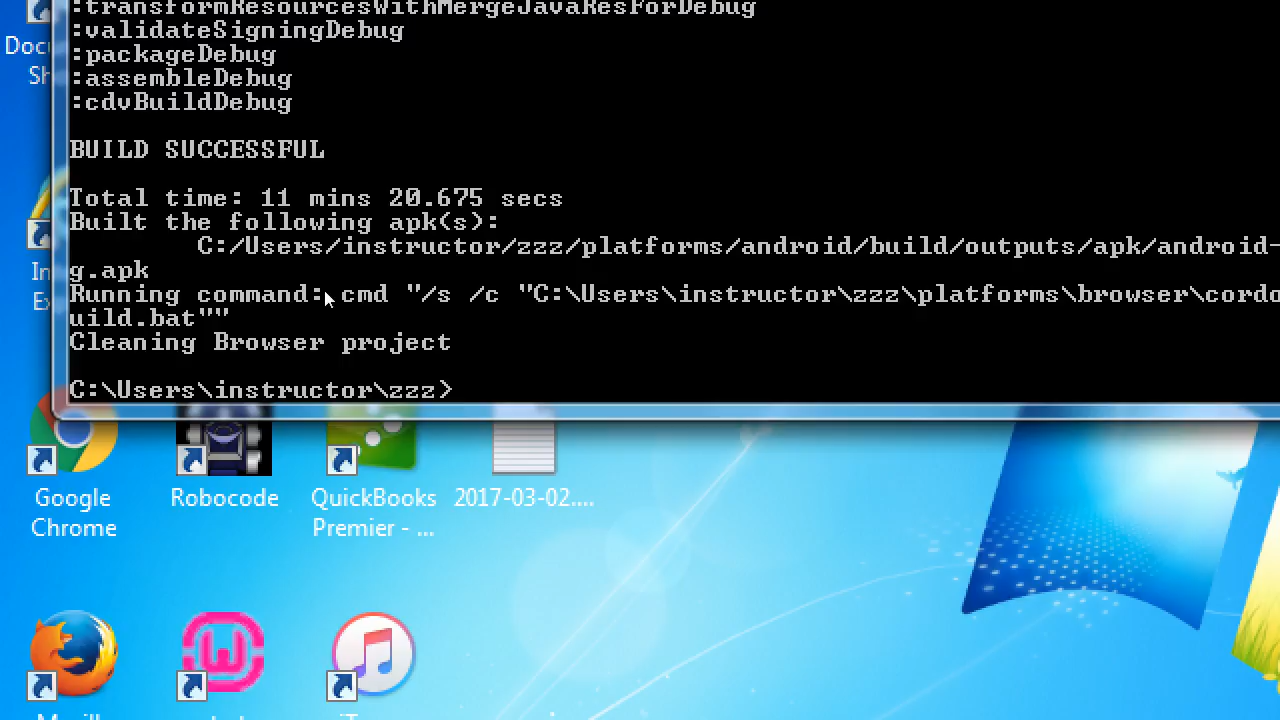 :transformResourcesWithMergeJavaResForDebug
:validateSigningDebug
:packageDebug
:assembleDebug
:cdvBuildDebug
BUILD SUCCESSFUL
Total time: 11 mins 20.675 secs
Built the following apk(s):
C:/Users/instructor/zzz/platforms/android/build/outputs/apk/android-
g.apk
Running command: cmd "/s /c "C:\Users\instructor\zzz\platforms\browser\cordo
uild.bat""
Cleaning Browser project
C:\Users\instructor\zzz>
Google
Chrome
Robocode
QuickBooks
Premier - ...
2017-03-02....